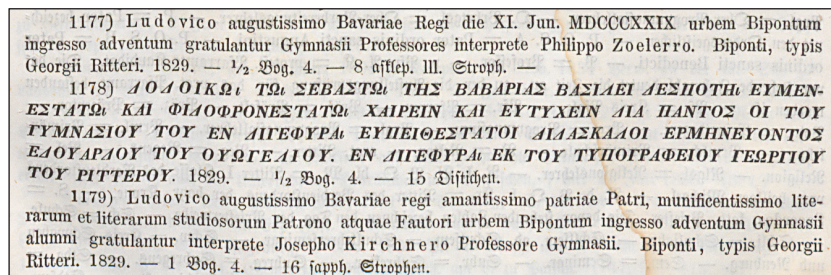 1177) Ludovico augustissimo Bavariae Regi die XI. Jun. MDCCCXXIX urbem Bipontum
ingresso adventum gratulantur Gymnasii Professores interprete Philippo Zoelerro. Biponti, typis
Georgii Ritteri. 1829. — ½ Bog. 4. — 8 asklep. III. Stroph. —
1178) ΛΟΔΟΙΚΩι ΤΩι ΣΕΒΑΣΤΩι ΤΗΣ ΒΑΒΑΡΙΑΣ ΒΑΣΙΛΕΙ ΔΕΣΠΟΤΗι ΕΥΜΕΝ-
ΕΣΤΑΤΩι ΚΑΙ ΦΙΛΟΦΡΟΝΕΣΤΑΤΩι ΧΑΙΡΕΙΝ ΚΑΙ ΕΥΤΥΧΕΙΝ ΔΙΑ ΠΑΝΤΟΣ ΟΙ ΤΟΥ
ΓΥΜΝΑΣΙΟΥ ΤΟΥ ΕΝ ΔΙΓΕΦΥΡΑι ΕΥΠΕΙΘΕΣΤΑΤΟΙ ΔΙΔΑΣΚΑΛΟΙ ΕΡΜΗΝΕΥΟΝΤΟΣ
ΕΔΟΥΑΡΔΟΥ ΤΟΥ ΟΥΩΓΕΛΙΟΥ. ΕΝ ΔΙΓΕΦΥΡΑι ΕΚ ΤΟΥ ΤΥΠΟΓΡΑΦΕΙΟΥ ΓΕΩΡΓΙΟΥ
ΤΟΥ ΡΙΤΤΕΡΟΥ. 1829. — ½ Bog. 4. — 15 Distichen.
1179) Ludovico augustissimo Bavariae regi amantissimo patriae Patri, munificentissimo lite-
rarum et literarum studiosorum Patrono atquae Fautori urbem Bipontum ingresso adventum Gymnasii
alumni gratulantur interprete Josepho Kirchnero Professore Gymnasii. Biponti, typis Georgii
Ritteri. 1829. — 1 Bog. 4. — 16 sapph. Strophen.